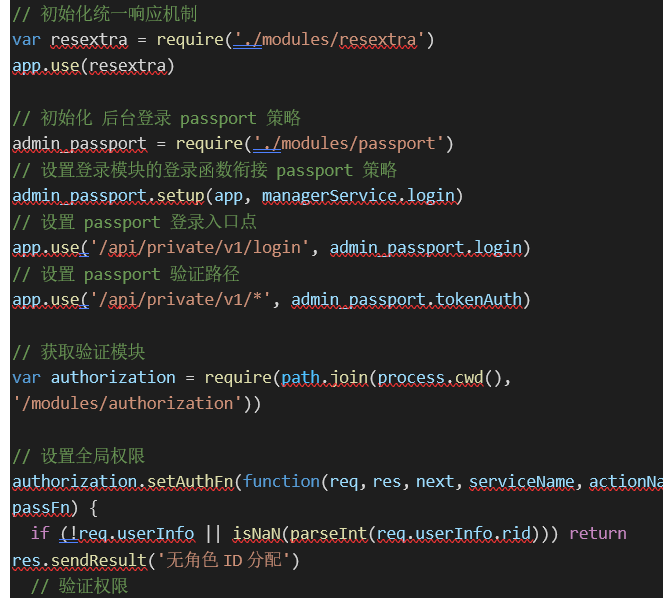 // 初始化统一响应机制
var resextra = require('./modules/resextra')
app.use(resextra)
// 初始化 后台登录 passport 策略
admin_passport = require('./modules/passport')
// 设置登录模块的登录函数衔接 passport 策略
admin_passport.setup(app, managerService.login)
// 设置 passport 登录入口点
app.use('/api/private/v1/login', admin_passport.login)
// 设置 passport 验证路径
app.use('/api/private/v1/*', admin_passport.tokenAuth)
// 获取验证模块
var authorization = require(path.join(process.cwd(),
'/modules/authorization'))
// 设置全局权限
authorization.setAuthFn(function(req, res, next, serviceName, actionNa
passFn) {
if (!req.userInfo || isNaN(parseInt(req.userInfo.rid))) return
res.sendResult('无角色 ID 分配')
// 验证权限